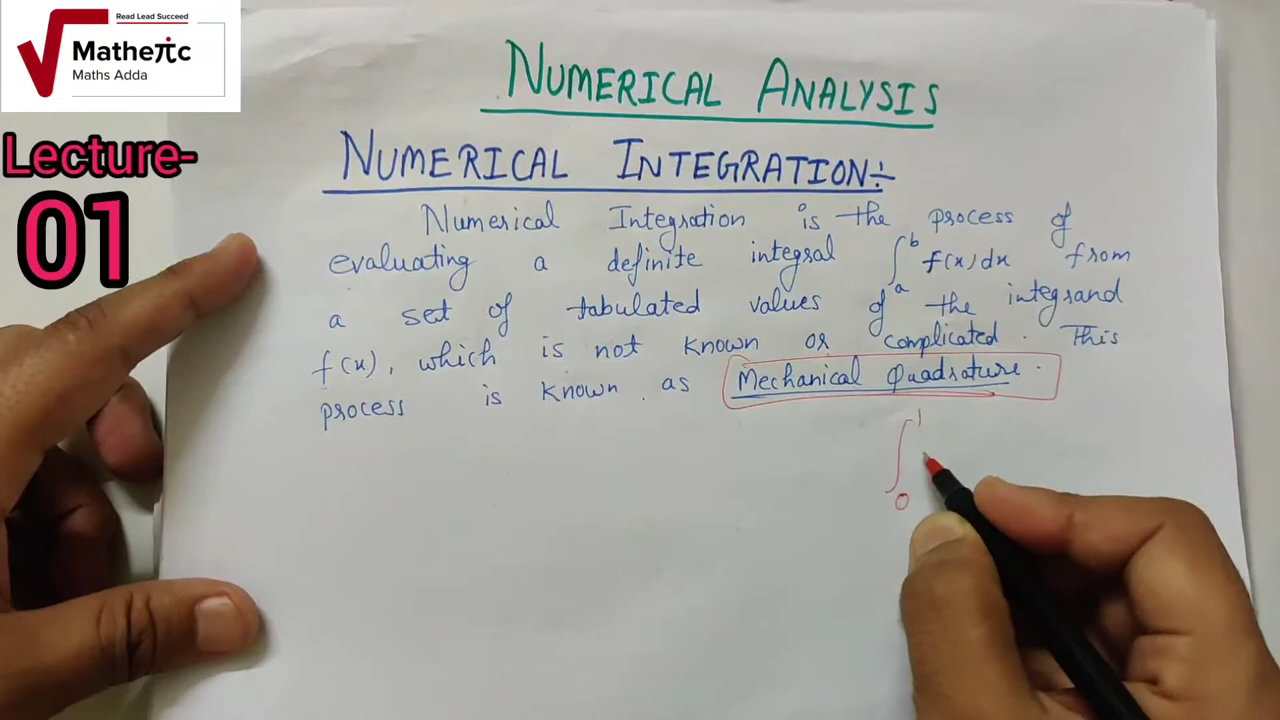 Read Lead Succeed
Matheπc
Maths Adda
Lecture-
01
NUMERICAL ANALYSIS
NUMERICAL INTEGRATION:-
Numerical Integration is the process of
evaluating a definite integral ∫ₐᵇ f(x)dx from
a set of tabulated values of the integrand
f(x), which is not known or complicated. This
process is known as Mechanical Quadrature.
∫₀¹